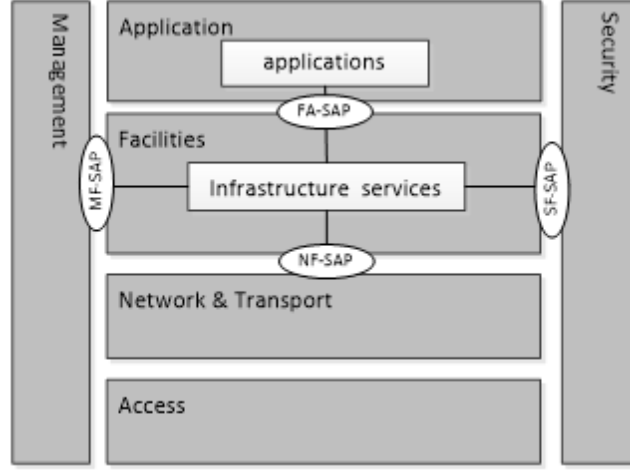 Management
Application
applications
FA-SAP
Facilities
MF-SAP
Infrastructure services
SF-SAP
NF-SAP
Network & Transport
Access
Security